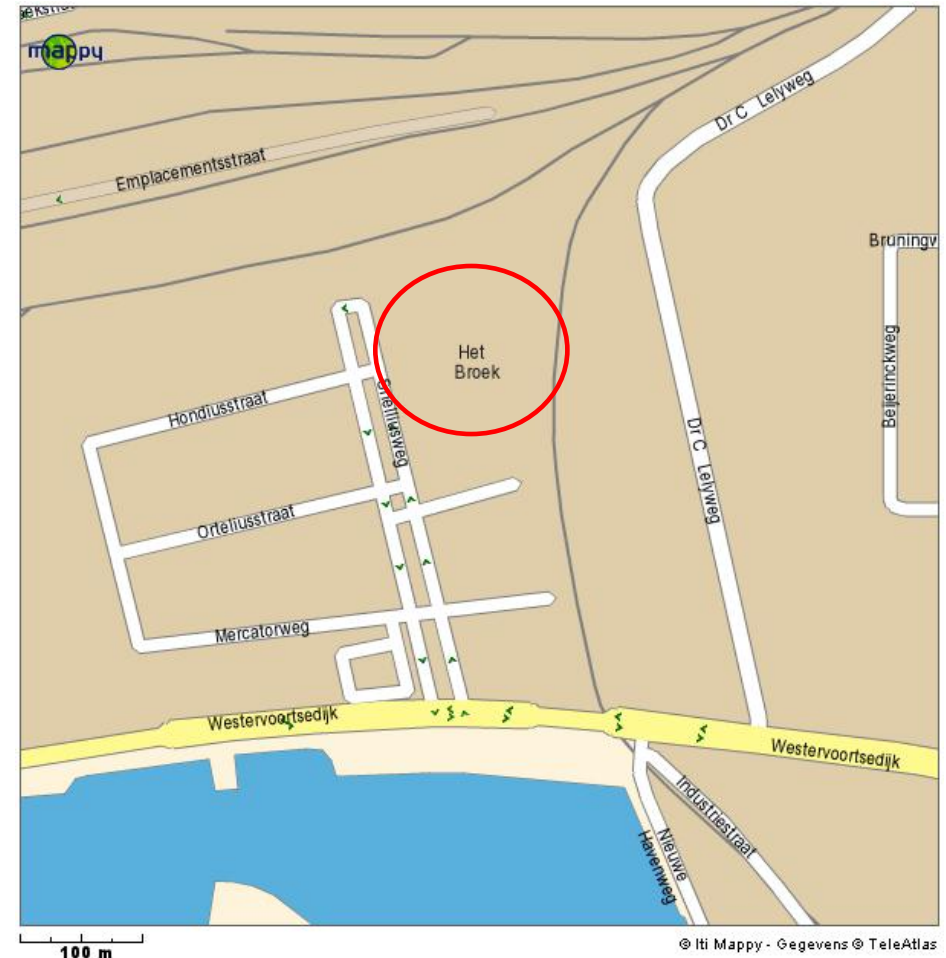 mappy
Dr C Lelyweg
Emplacementsstraat
Het
Broek
Snelliusweg
Hondiusstraat
Beijerinckweg
Dr C Lelyweg
Orteliusstraat
Mercatorweg
Westervoortsedijk
Westervoortsedijk
Industriestraat
Nieuwe
Havenweg
100 m
© Iti Mappy - Gegevens © TeleAtlas